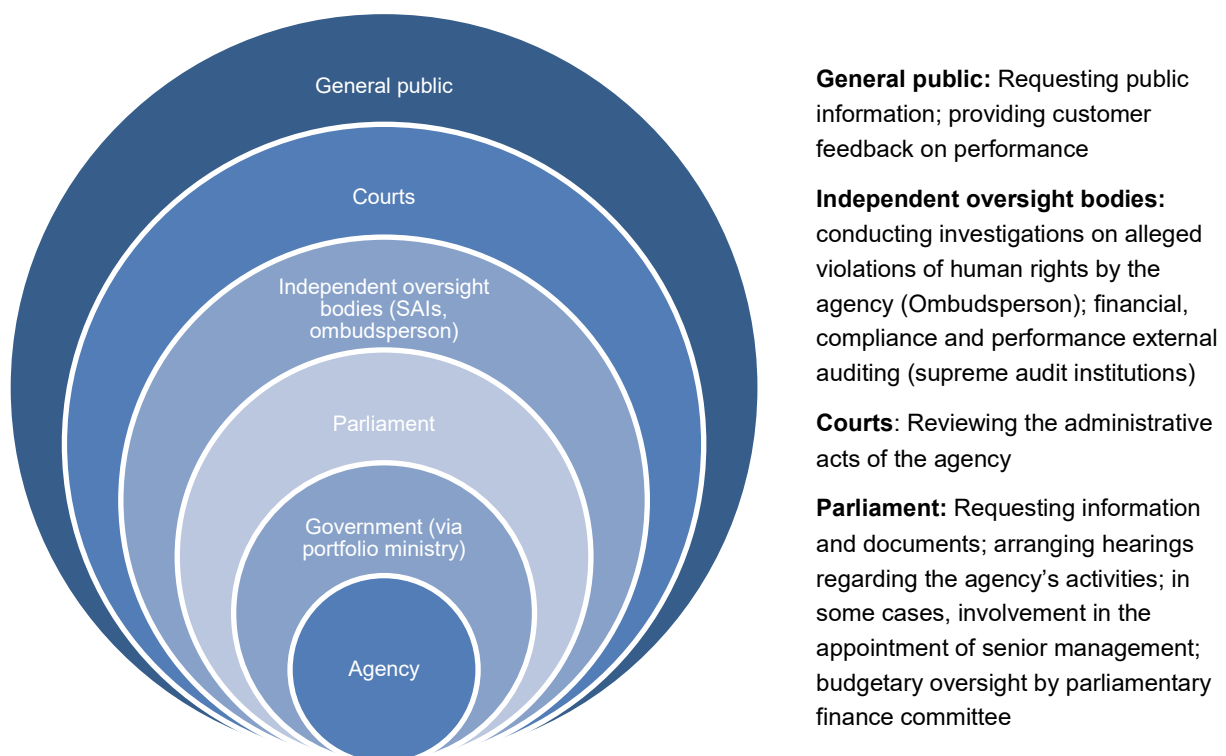 General public
Courts
Independent oversight
bodies (SAIs,
ombudsperson)
Parliament
Government (via
portfolio ministry)
Agency
General public: Requesting public
information; providing customer
feedback on performance
Independent oversight bodies:
conducting investigations on alleged
violations of human rights by the
agency (Ombudsperson); financial,
compliance and performance external
auditing (supreme audit institutions)
Courts: Reviewing the administrative
acts of the agency
Parliament: Requesting information
and documents; arranging hearings
regarding the agency’s activities; in
some cases, involvement in the
appointment of senior management;
budgetary oversight by parliamentary
finance committee